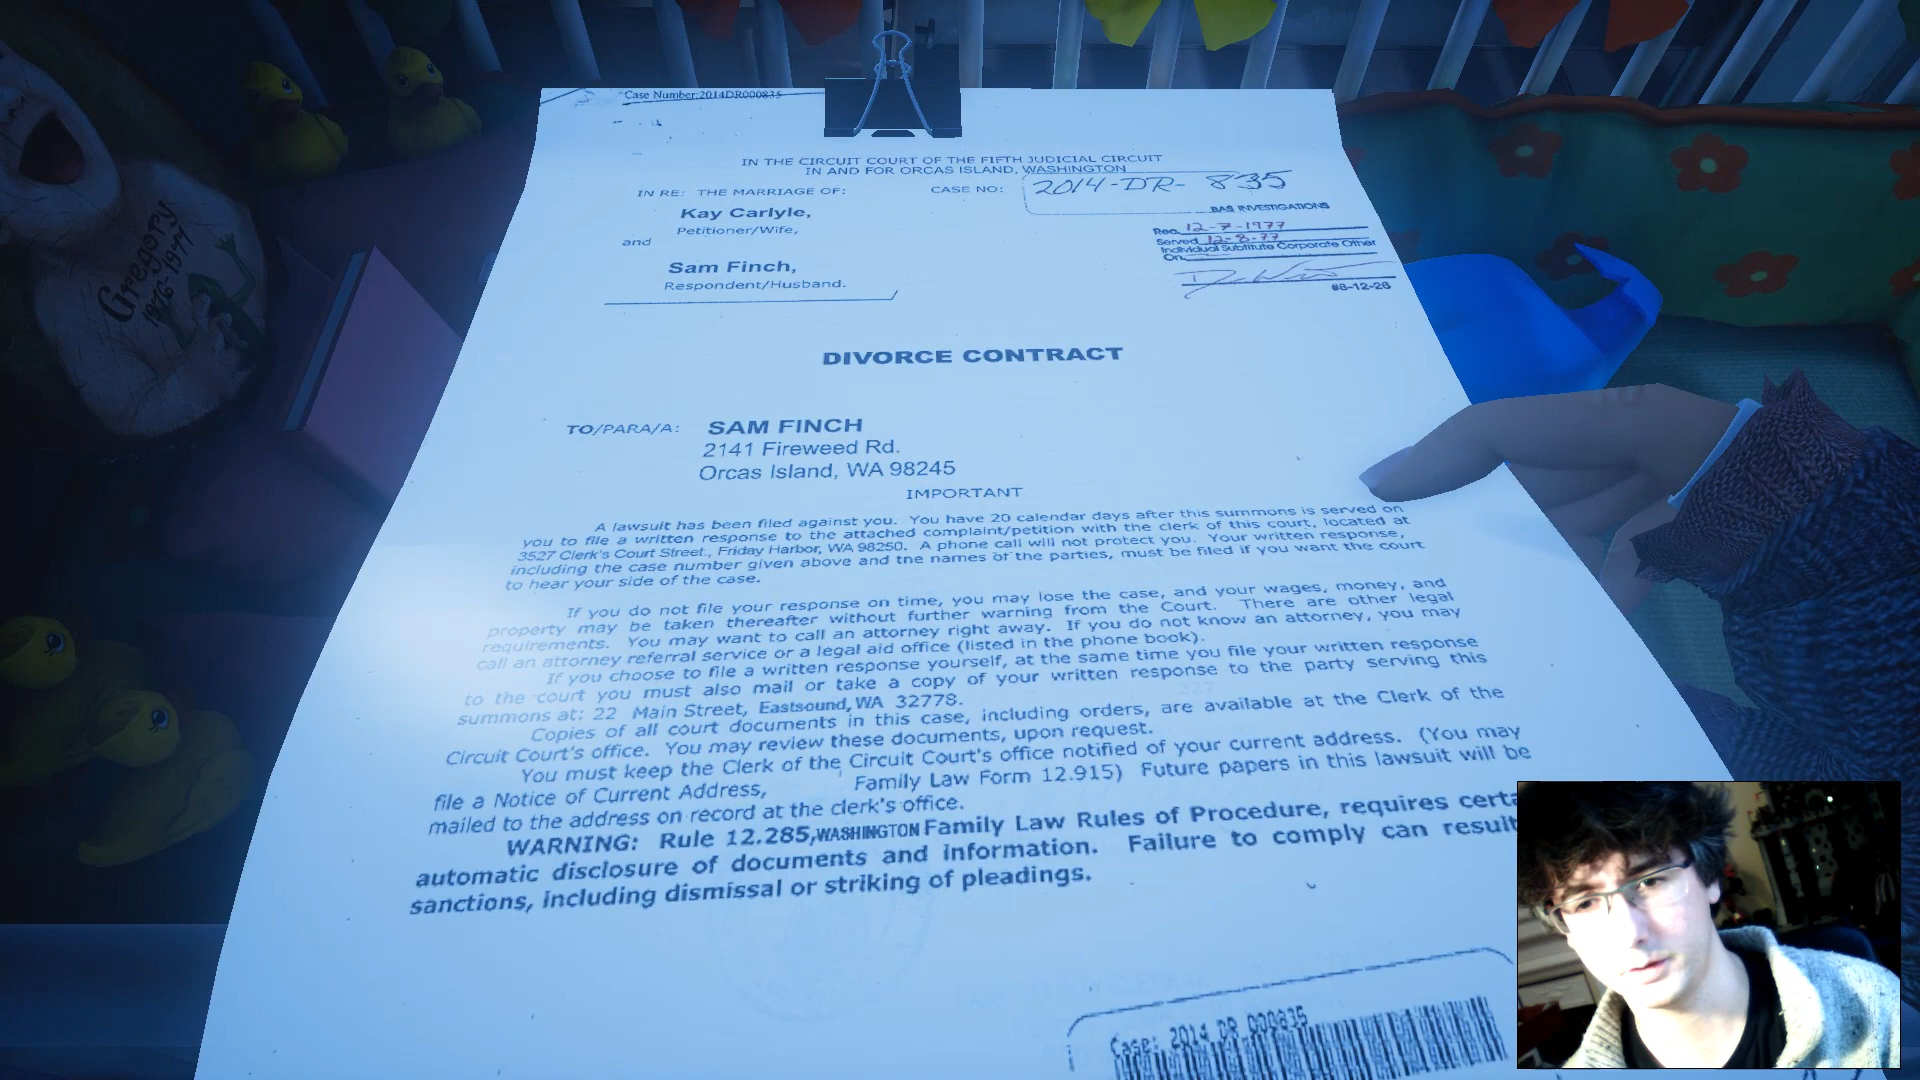 Case Number:2014DR000835
IN THE CIRCUIT COURT OF THE FIFTH JUDICIAL CIRCUIT
IN AND FOR ORCAS ISLAND, WASHINGTON
IN RE: THE MARRIAGE OF:
CASE NO: 2014-DR- 835
Kay Carlyle,
Petitioner/Wife,
and
Sam Finch,
Respondent/Husband.
BAS INVESTIGATIONS
Rec. 12-7-1977
Served 12-8-77
Individual Subtitute Corporate Other
On
#8-12-26
Gregory
1976-1977
DIVORCE CONTRACT
TO/PARA/A: SAM FINCH
2141 Fireweed Rd.
Orcas Island, WA 98245
IMPORTANT
A lawsuit has been filed against you. You have 20 calendar days after this summons is served on
you to file a written response to the attached complaint/petition with the clerk of this court, located at
3527 Clerk's Court Street., Friday Harbor, WA 98250. A phone call will not protect you. Your written response,
including the case number given above and the names of the parties, must be filed if you want the court
to hear your side of the case.
If you do not file your response on time, you may lose the case, and your wages, money, and
property may be taken thereafter without further warning from the Court. There are other legal
requirements. You may want to call an attorney right away. If you do not know an attorney, you may
call an attorney referral service or a legal aid office (listed in the phone book).
If you choose to file a written response yourself, at the same time you file your written response
to the court you must also mail or take a copy of your written response to the party serving this
summons at: 22 Main Street, Eastsound, WA 32778.
Copies of all court documents in this case, including orders, are available at the Clerk of the
Circuit Court's office. You may review these documents, upon request.
You must keep the Clerk of the Circuit Court's office notified of your current address. (You may
file a Notice of Current Address, Family Law Form 12.915) Future papers in this lawsuit will be
mailed to the address on record at the clerk's office.
WARNING: Rule 12.285, WASHINGTON Family Law Rules of Procedure, requires certa
automatic disclosure of documents and information. Failure to comply can result
sanctions, including dismissal or striking of pleadings.
Case: 2014 DR 000835